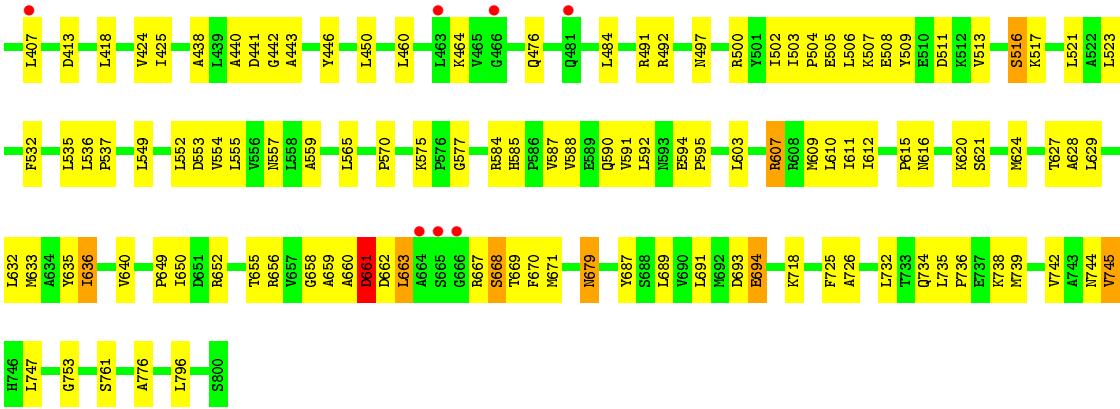 L407 D413 L418 V424 I425 A438 L439 A440 D441 G442 A443 Y446 L450 L460 L463 K464 V465 G466 Q476 Q481 L484 R491 R492 N497 R500 Y501 I502 I503 P504 E505 L506 K507 E508 Y509 E510 D511 K512 V513 S516 K517 L521 A522 L523
F532 L535 L536 P537 L549 L552 D553 V554 L555 V556 N557 L558 A559 L565 P570 K575 P576 G577 R584 H585 P586 V587 V588 E589 Q590 V591 L592 N593 E594 P595 L603 R607 R608 M609 L610 I611 I612 P615 N616 K620 S621 M624 T627 A628 L629
L632 M633 A634 Y635 I636 V640 P649 I650 D651 R652 T655 R656 V657 G658 A659 A660 D661 D662 L663 A664 S665 G666 R667 S668 T669 F670 M671 N679 Y687 S688 L689 V690 L691 M692 D693 E694 K718 F725 A726 L732 T733 Q734 L735 P736 E737 K738 M739 V742 A743 N744 V745
H746 L747 G753 S761 A776 L796 S800